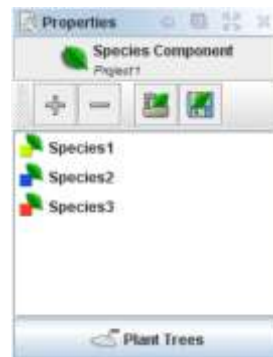 Properties
Species Component
Project1
Species1
Species2
Species3
Plant Trees